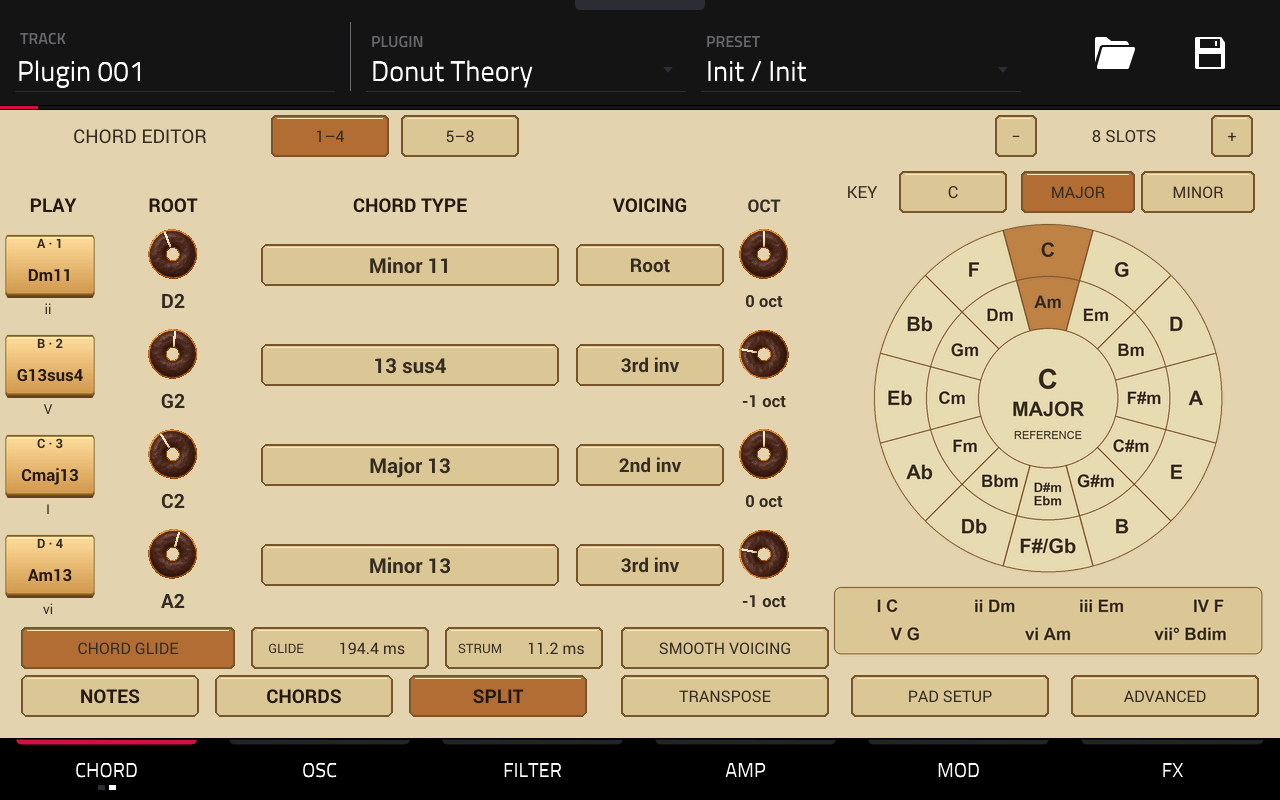 TRACK
Plugin 001
PLUGIN
Donut Theory
PRESET
Init / Init
CHORD EDITOR
1–4
5–8
−
8 SLOTS
+
KEY
C
MAJOR
MINOR
PLAY
ROOT
CHORD TYPE
VOICING
OCT
A · 1
Dm11
ii
D2
Minor 11
Root
0 oct
B · 2
G13sus4
V
G2
13 sus4
3rd inv
-1 oct
C · 3
Cmaj13
I
C2
Major 13
2nd inv
0 oct
D · 4
Am13
vi
A2
Minor 13
3rd inv
-1 oct
C
G
D
A
E
B
F#/Gb
Db
Ab
Eb
Bb
F
Am
Em
Bm
F#m
C#m
G#m
D#m
Ebm
Bbm
Fm
Cm
Gm
Dm
C
MAJOR
REFERENCE
I C ii Dm iii Em IV F
V G vi Am vii° Bdim
CHORD GLIDE
GLIDE 194.4 ms
STRUM 11.2 ms
SMOOTH VOICING
NOTES
CHORDS
SPLIT
TRANSPOSE
PAD SETUP
ADVANCED
CHORD
OSC
FILTER
AMP
MOD
FX